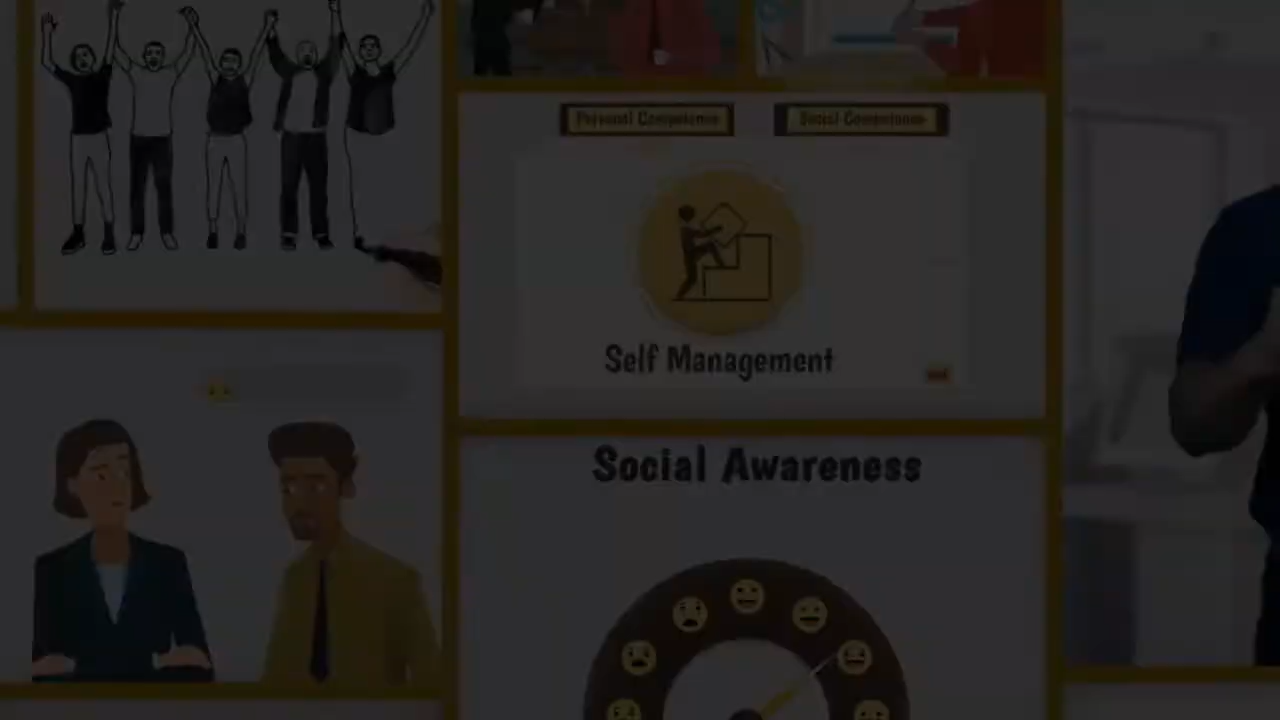 Personal Competence
Social Competence
Self Management
Social Awareness